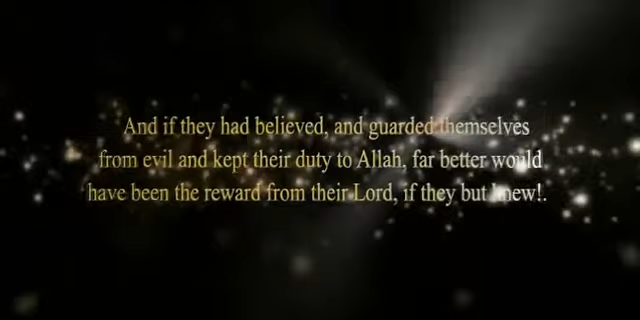 And if they had believed, and guarded themselves
from evil and kept their duty to Allah, far better would
have been the reward from their Lord, if they but knew!.